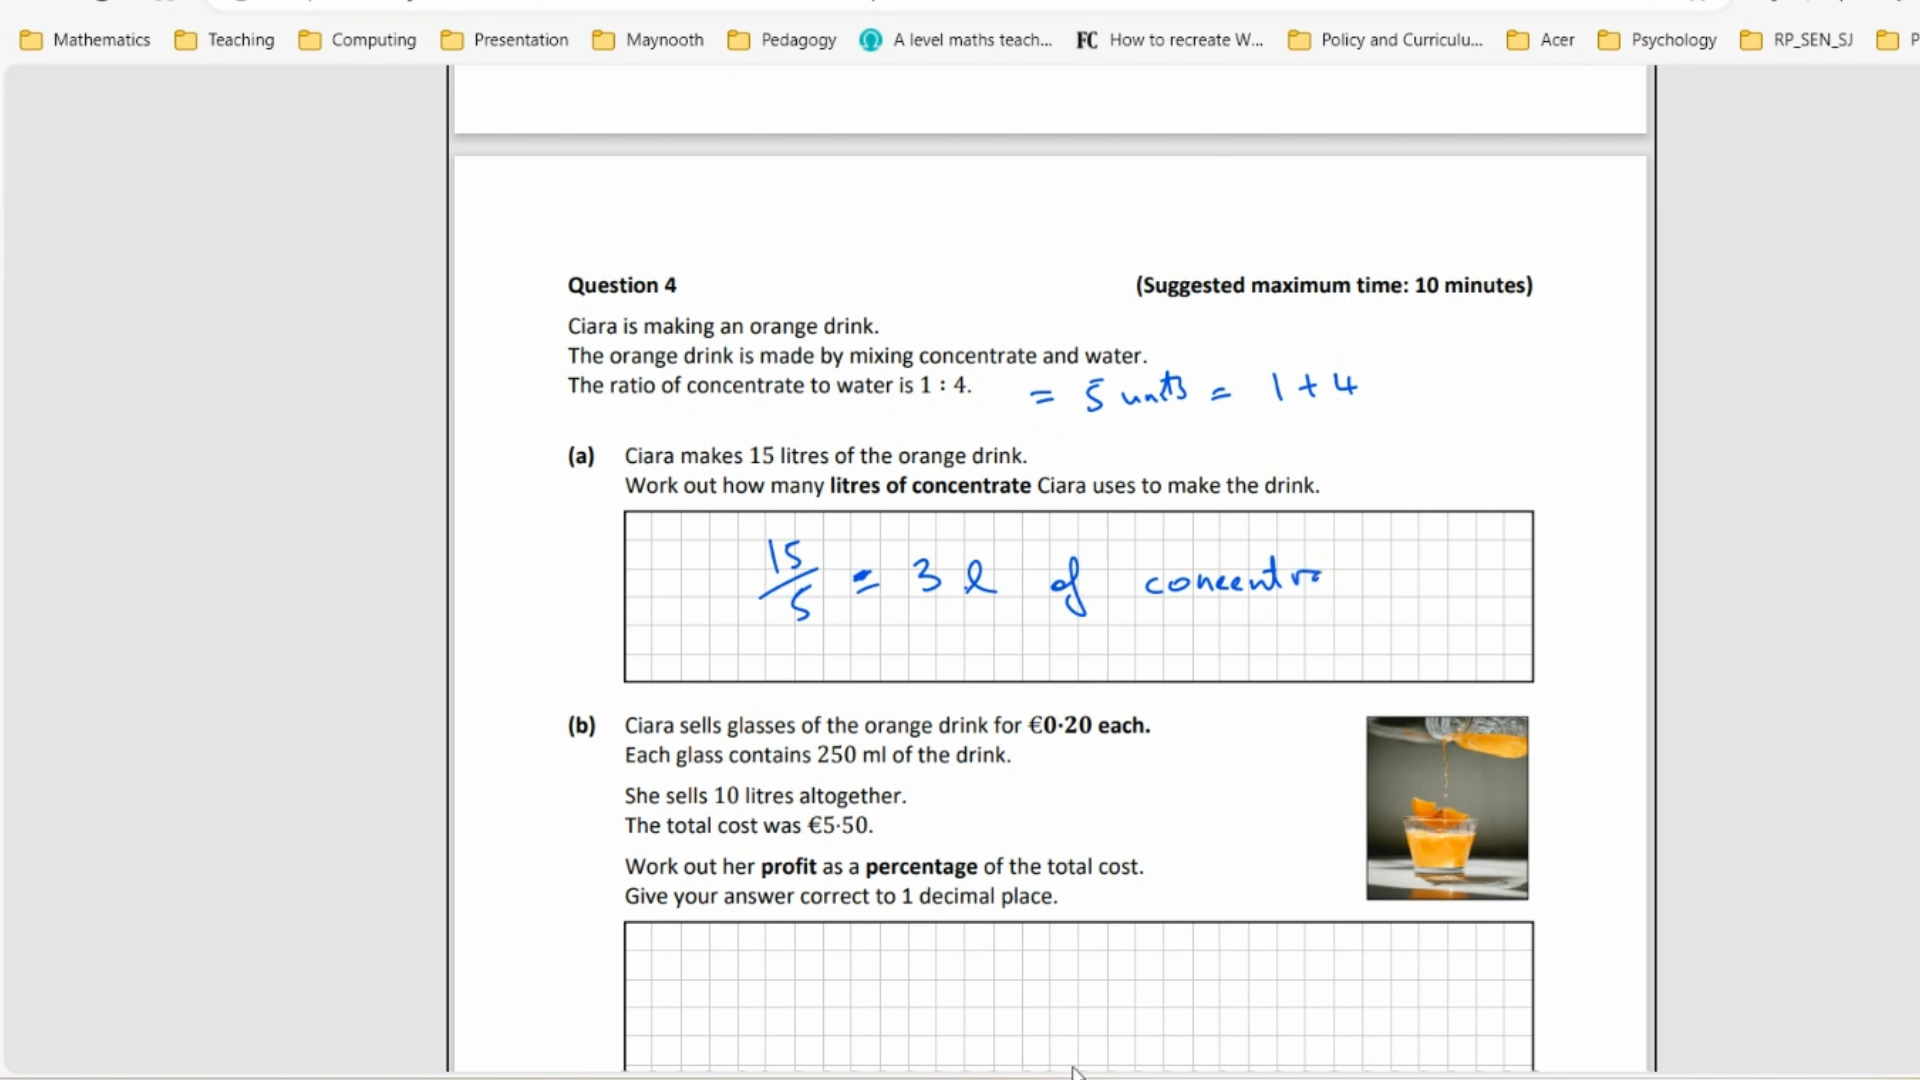 Mathematics Teaching Computing Presentation Maynooth Pedagogy A level maths teach... FC How to recreate W... Policy and Curriculu... Acer Psychology RP_SEN_SJ P
Question 4 (Suggested maximum time: 10 minutes)
Ciara is making an orange drink.
The orange drink is made by mixing concentrate and water.
The ratio of concentrate to water is 1 : 4. = 5 units = 1 + 4
(a) Ciara makes 15 litres of the orange drink.
Work out how many litres of concentrate Ciara uses to make the drink.
15/5 = 3 l of concentra
(b) Ciara sells glasses of the orange drink for €0·20 each.
Each glass contains 250 ml of the drink.
She sells 10 litres altogether.
The total cost was €5·50.
Work out her profit as a percentage of the total cost.
Give your answer correct to 1 decimal place.